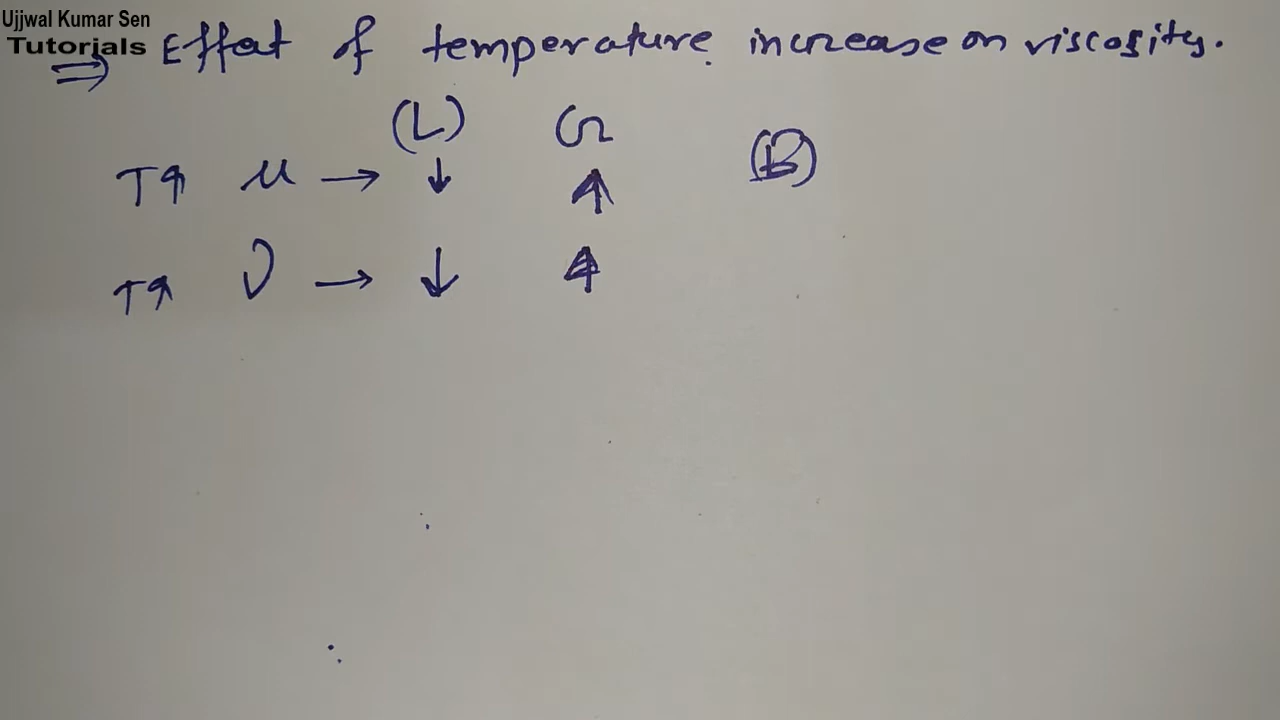 Ujjwal Kumar Sen
Tutorials
⇒ Effect of temperature increase on viscosity.
(L) G
T↑ μ → ↓ ↑
T↑ ν → ↓ ↑